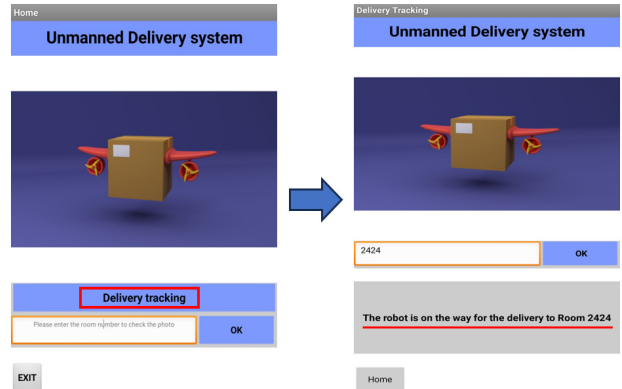 Home
Unmanned Delivery system
Delivery tracking
Please enter the room number to check the photo
OK
EXIT
Delivery Tracking
Unmanned Delivery system
2424
OK
The robot is on the way for the delivery to Room 2424
Home